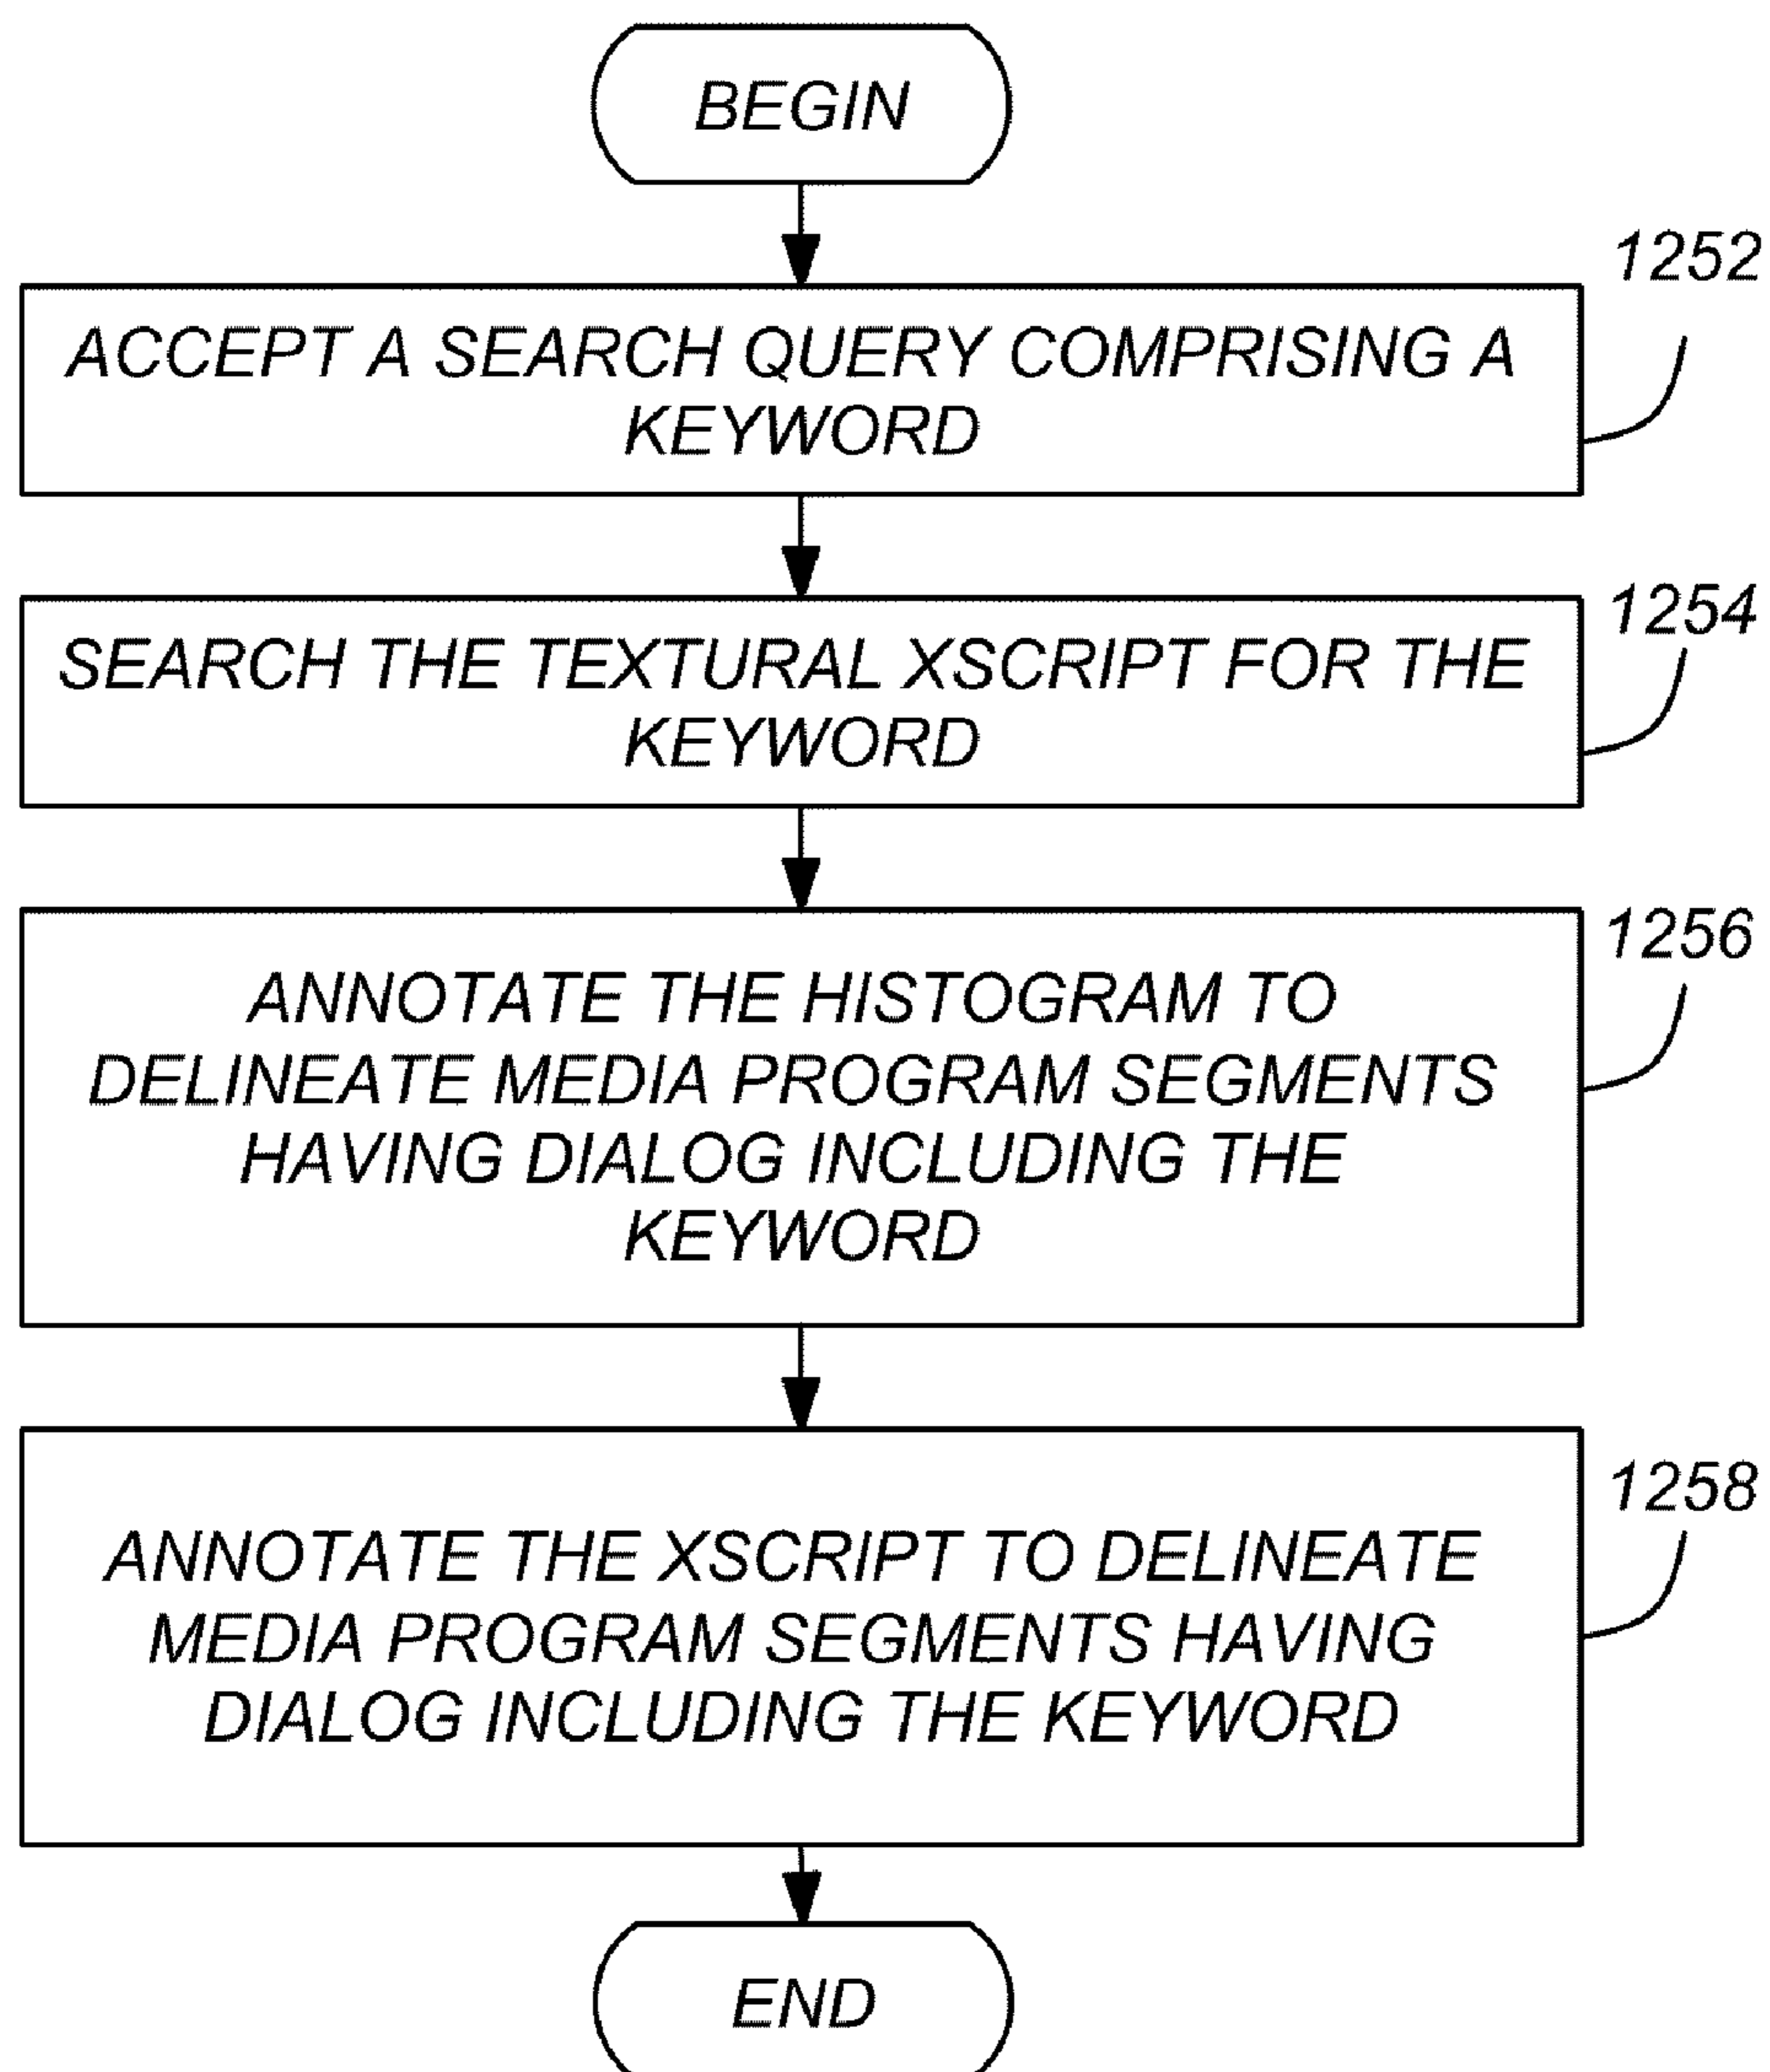 BEGIN
1252
ACCEPT A SEARCH QUERY COMPRISING A
KEYWORD
1254
SEARCH THE TEXTURAL XSCRIPT FOR THE
KEYWORD
1256
ANNOTATE THE HISTOGRAM TO
DELINEATE MEDIA PROGRAM SEGMENTS
HAVING DIALOG INCLUDING THE
KEYWORD
1258
ANNOTATE THE XSCRIPT TO DELINEATE
MEDIA PROGRAM SEGMENTS HAVING
DIALOG INCLUDING THE KEYWORD
END